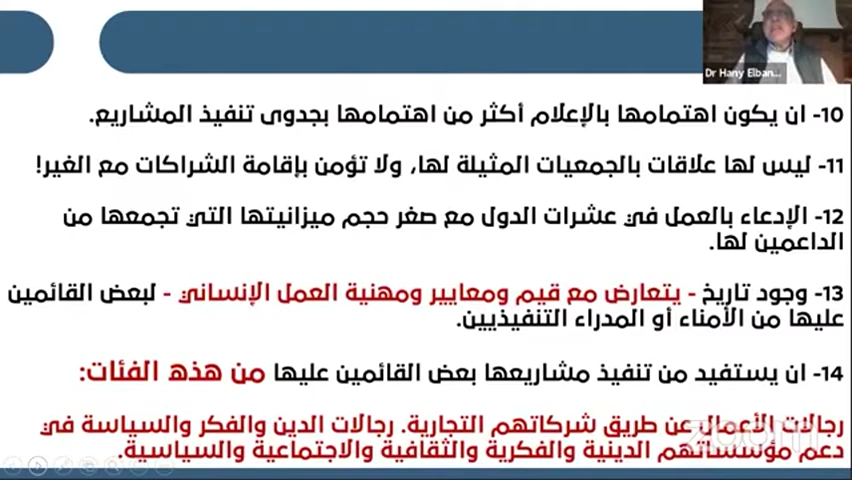 Dr Hany Elban...
10- ان يكون اهتمامها بالإعلام أكثر من اهتمامها بجدوى تنفيذ المشاريع.
11- ليس لها علاقات بالجمعيات المثيلة لها، ولا تؤمن بإقامة الشراكات مع الغير!
12- الإدعاء بالعمل في عشرات الدول مع صغر حجم ميزانيتها التي تجمعها من
الداعمين لها.
13- وجود تاريخ - يتعارض مع قيم ومعايير ومهنية العمل الإنساني - لبعض القائمين
عليها من الأمناء أو المدراء التنفيذيين.
14- ان يستفيد من تنفيذ مشاريعها بعض القائمين عليها من هذه الفئات:
رجالات الأعمال عن طريق شركاتهم التجارية. رجالات الدين والفكر والسياسة في
دعم مؤسساتهم الدينية والفكرية والثقافية والاجتماعية والسياسية.
zoom